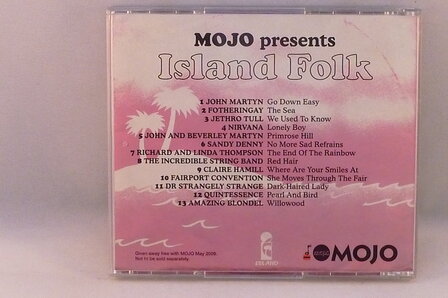 MOJO presents
Island Folk
1 JOHN MARTYN Go Down Easy
2 FOTHERINGAY The Sea
3 JETHRO TULL We Used To Know
4 NIRVANA Lonely Boy
5 JOHN AND BEVERLEY MARTYN Primrose Hill
6 SANDY DENNY No More Sad Refrains
7 RICHARD AND LINDA THOMPSON The End Of The Rainbow
8 THE INCREDIBLE STRING BAND Red Hair
9 CLAIRE HAMILL Where Are Your Smiles At
10 FAIRPORT CONVENTION She Moves Through The Fair
11 DR STRANGELY STRANGE Dark-Haired Lady
12 QUINTESSENCE Pearl And Bird
13 AMAZING BLONDEL Willowood
Given away free with MOJO May 2009.
Not to be sold separately.
ISLAND
MOJO